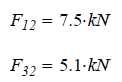 F₁₂ = 7.5·kN
F₃₂ = 5.1·kN